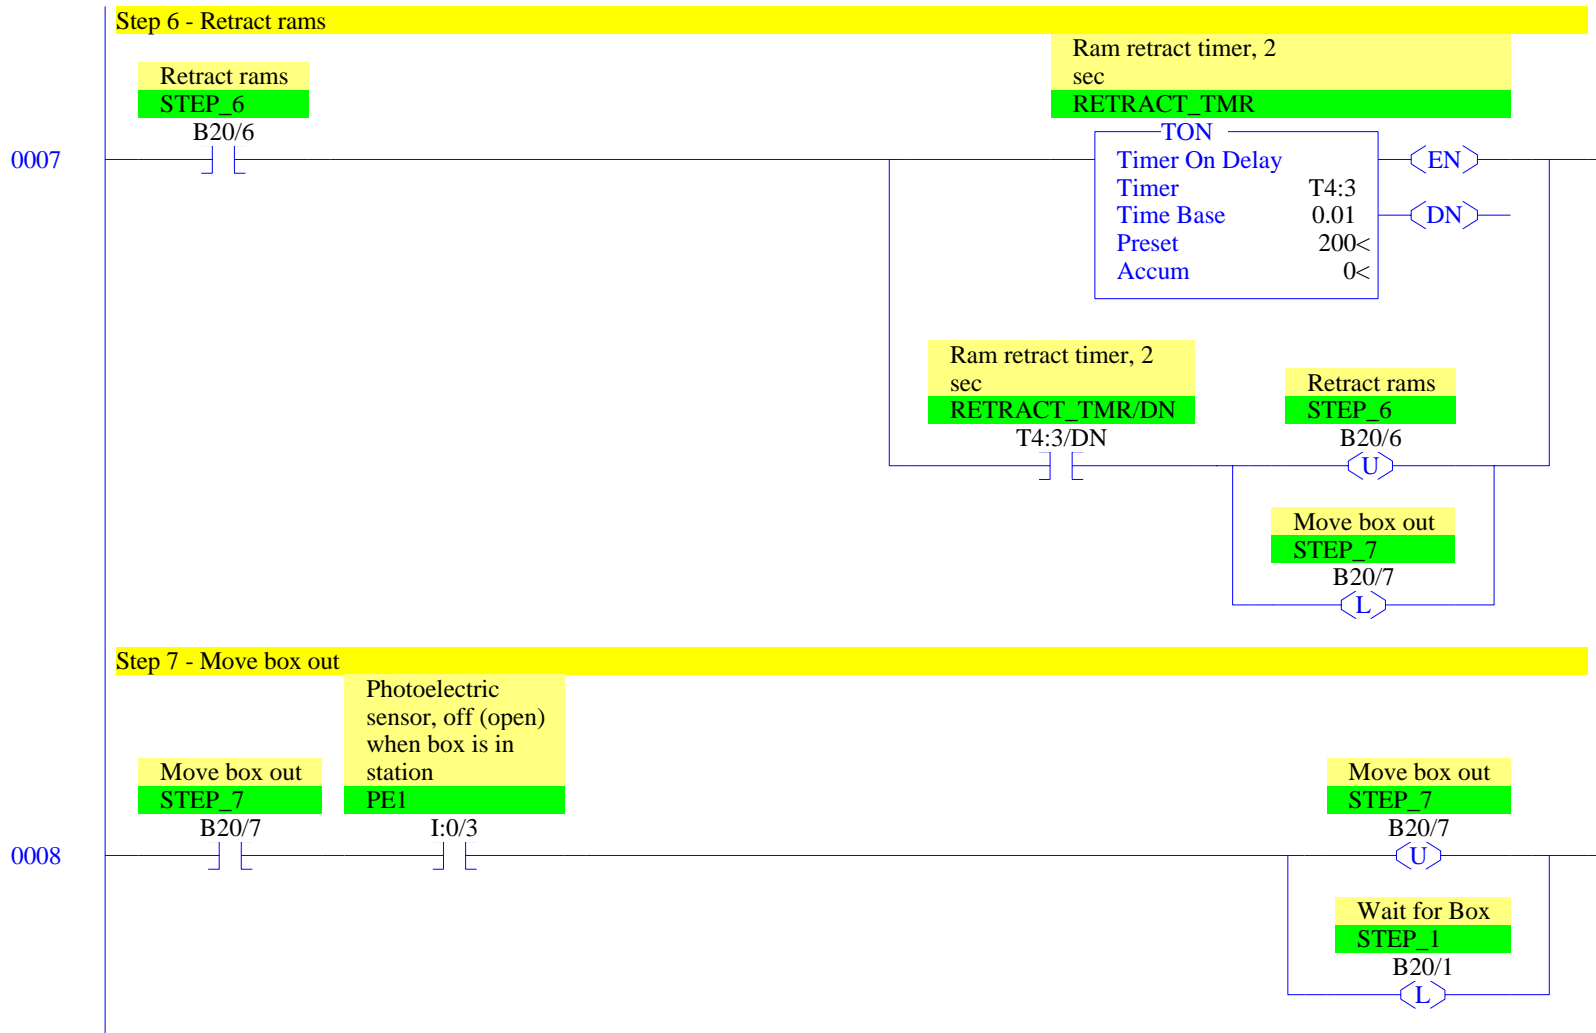 Step 6 - Retract rams
Ram retract timer, 2
sec
RETRACT_TMR
Retract rams
STEP_6
B20/6
0007
TON
Timer On Delay
Timer T4:3
Time Base 0.01
Preset 200<
Accum 0<
EN
DN
Ram retract timer, 2
sec
RETRACT_TMR/DN
T4:3/DN
Retract rams
STEP_6
B20/6
U
Move box out
STEP_7
B20/7
L
Step 7 - Move box out
Move box out
STEP_7
B20/7
Photoelectric
sensor, off (open)
when box is in
station
PE1
I:0/3
0008
Move box out
STEP_7
B20/7
U
Wait for Box
STEP_1
B20/1
L